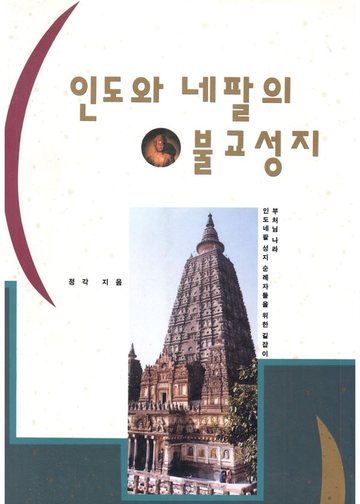 인도와 네팔의
불교성지
부처님 나라
인도네팔 성지 순례자들을 위한 길잡이
정각 지음